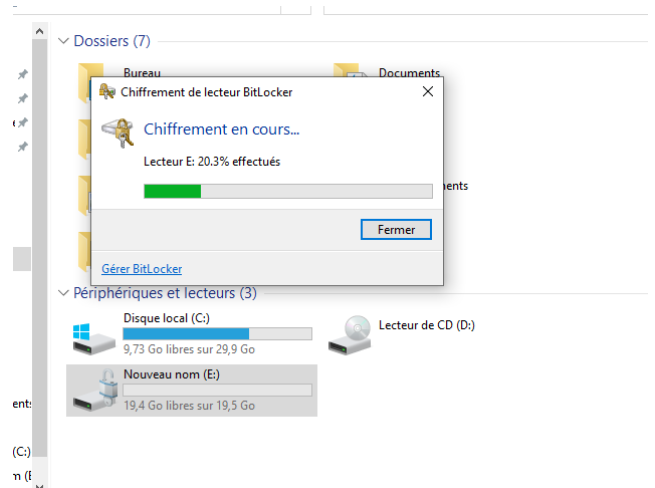 Dossiers (7)
Bureau
Documents
Chiffrement de lecteur BitLocker
Chiffrement en cours...
Lecteur E: 20.3% effectués
Fermer
Gérer BitLocker
Périphériques et lecteurs (3)
Disque local (C:)
9,73 Go libres sur 29,9 Go
Lecteur de CD (D:)
Nouveau nom (E:)
19,4 Go libres sur 19,5 Go
(C:)